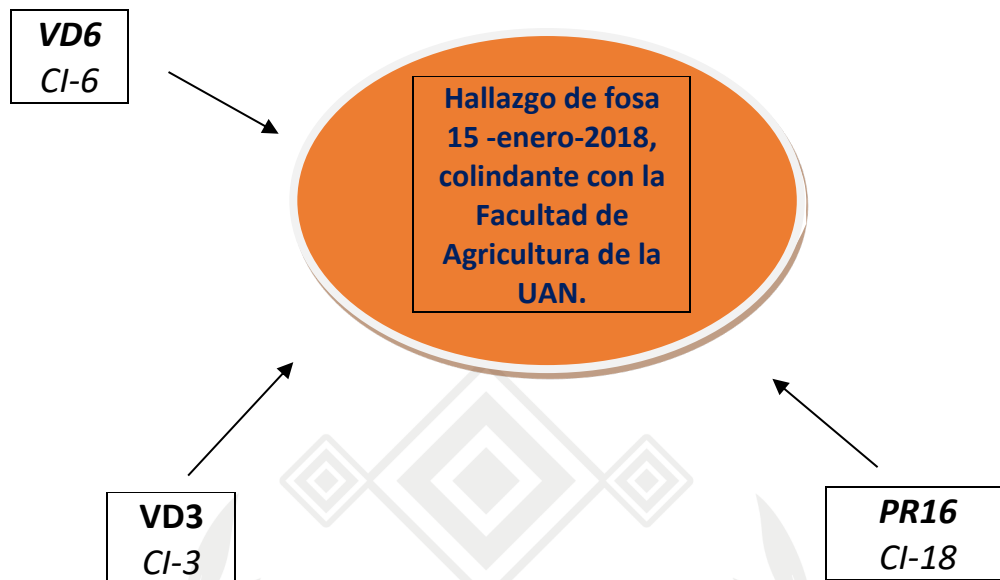 VD6
CI-6
Hallazgo de fosa
15 -enero-2018,
colindante con la
Facultad de
Agricultura de la
UAN.
VD3
CI-3
PR16
CI-18